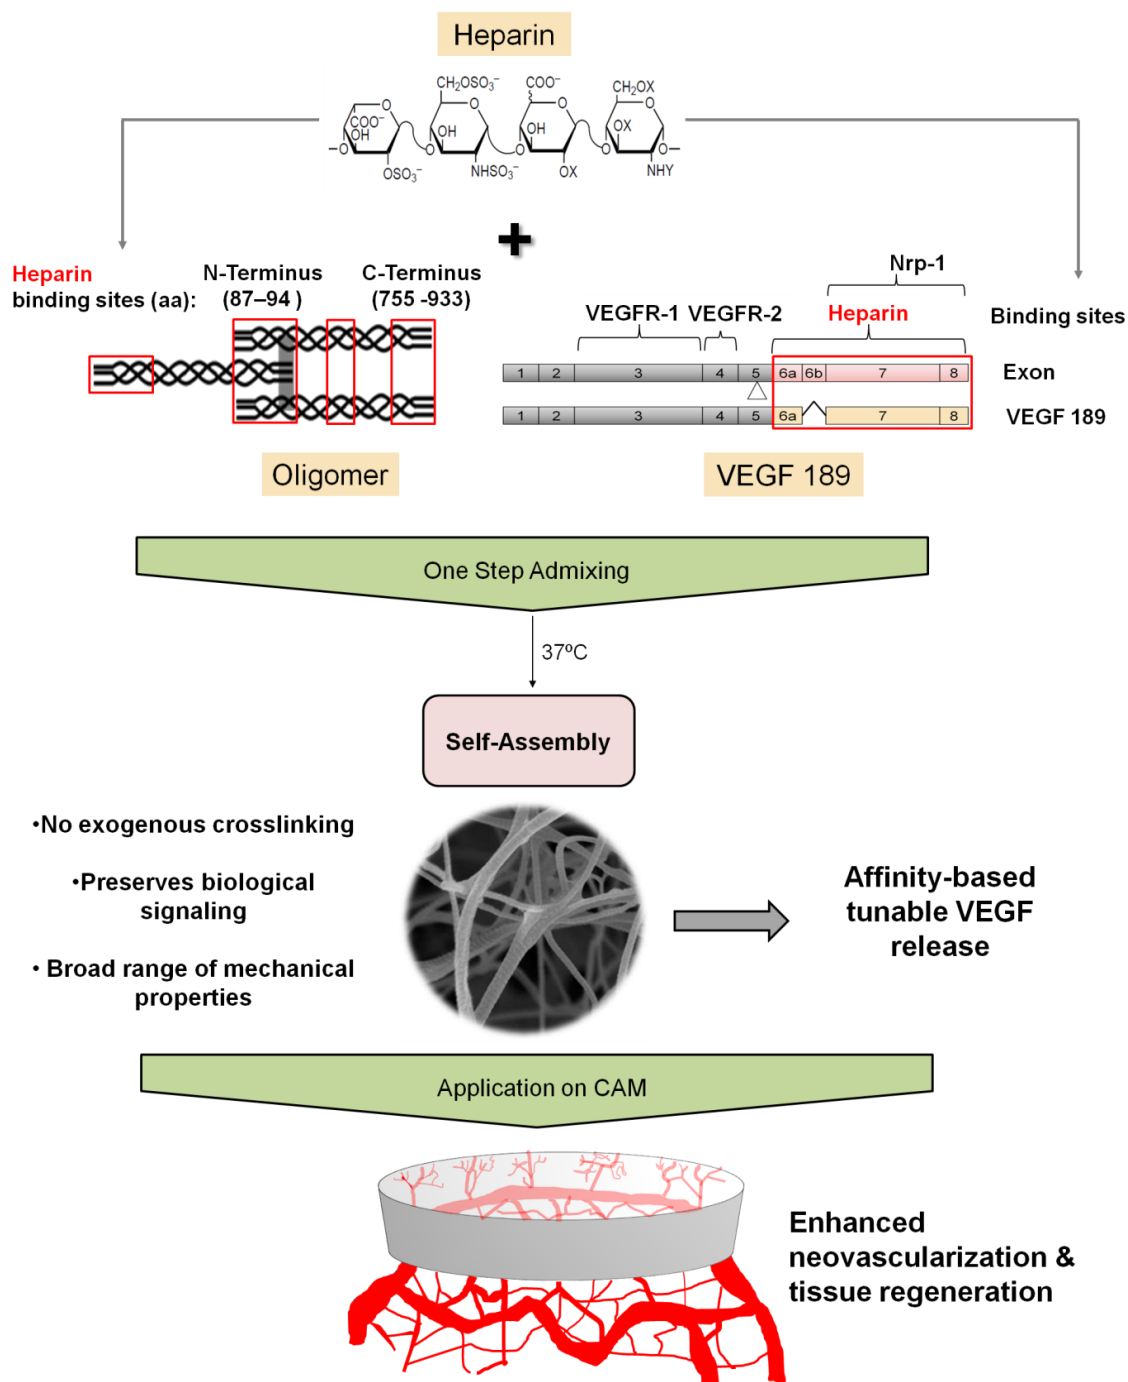 Heparin
CH₂OSO₃⁻
COO⁻
CH₂OX
O
O
O
O
COO⁻
OH
OH
OH
OX
O
O
O
O
O
OSO₃⁻
NHSO₃⁻
OX
NHY
+
Heparin
binding sites (aa):
N-Terminus
(87–94 )
C-Terminus
(755 -933)
Nrp-1
VEGFR-1
VEGFR-2
Heparin
Binding sites
1 2 3 4 5 6a 6b 7 8
Exon
1 2 3 4 5 6a 7 8
VEGF 189
Oligomer
VEGF 189
One Step Admixing
37ºC
Self-Assembly
•No exogenous crosslinking
•Preserves biological
signaling
• Broad range of mechanical
properties
Affinity-based
tunable VEGF
release
Application on CAM
Enhanced
neovascularization &
tissue regeneration